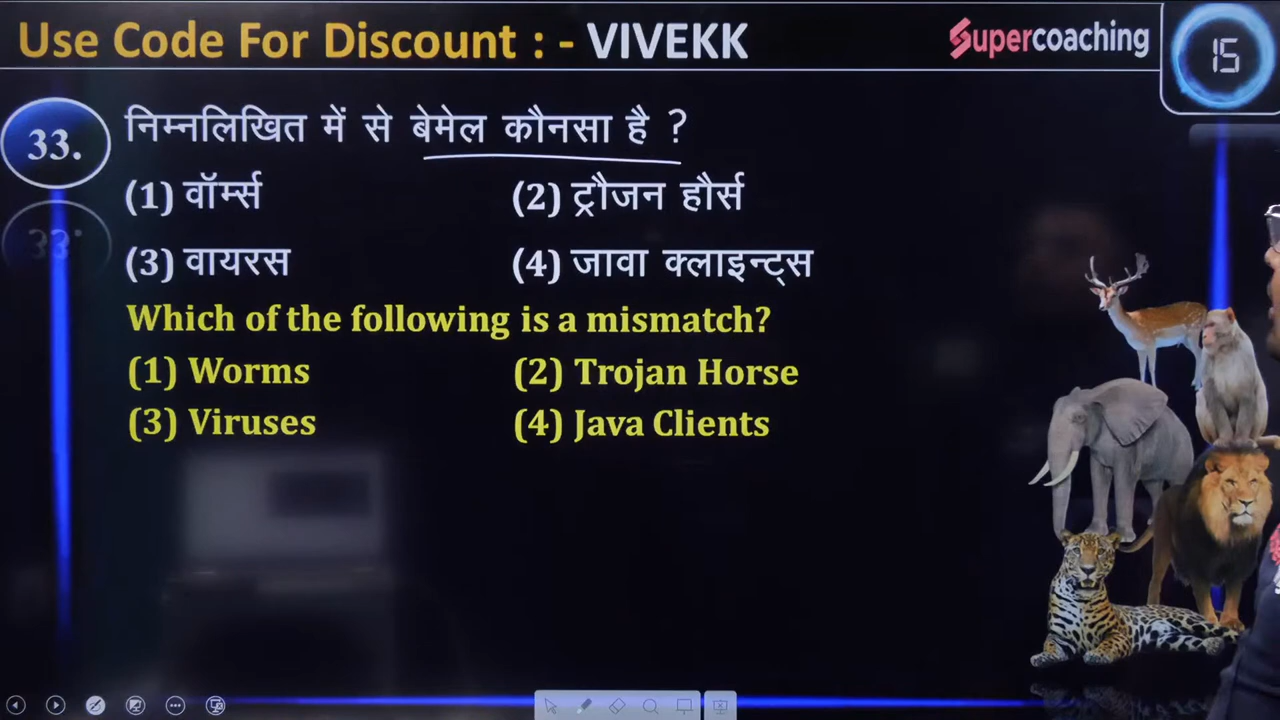 Use Code For Discount : - VIVEKK
Supercoaching
15
33.
निम्नलिखित में से बेमेल कौनसा है ?
(1) वॉर्म्स (2) ट्रौजन हौर्स
(3) वायरस (4) जावा क्लाइन्ट्स
Which of the following is a mismatch?
(1) Worms (2) Trojan Horse
(3) Viruses (4) Java Clients